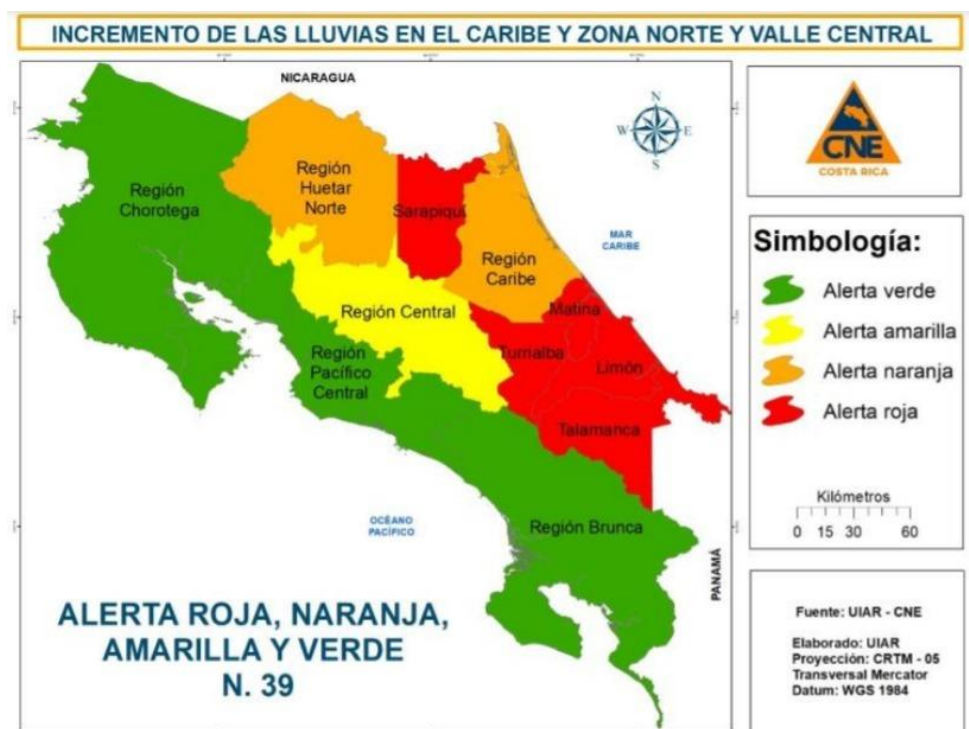 INCREMENTO DE LAS LLUVIAS EN EL CARIBE Y ZONA NORTE Y VALLE CENTRAL
NICARAGUA
N
W E
S
Región
Chorotega
Región
Huetar
Norte
Sarapiquí
Región
Caribe
MAR
CARIBE
Matina
Región Central
Turrialba
Limón
Región
Pacífico
Central
Talamanca
Región Brunca
OCÉANO
PACÍFICO
PANAMÁ
ALERTA ROJA, NARANJA,
AMARILLA Y VERDE
N. 39
CNE
COSTA RICA
Simbología:
Alerta verde
Alerta amarilla
Alerta naranja
Alerta roja
Kilómetros
0 15 30 60
Fuente: UIAR - CNE
Elaborado: UIAR
Proyección: CRTM - 05
Transversal Mercator
Datum: WGS 1984